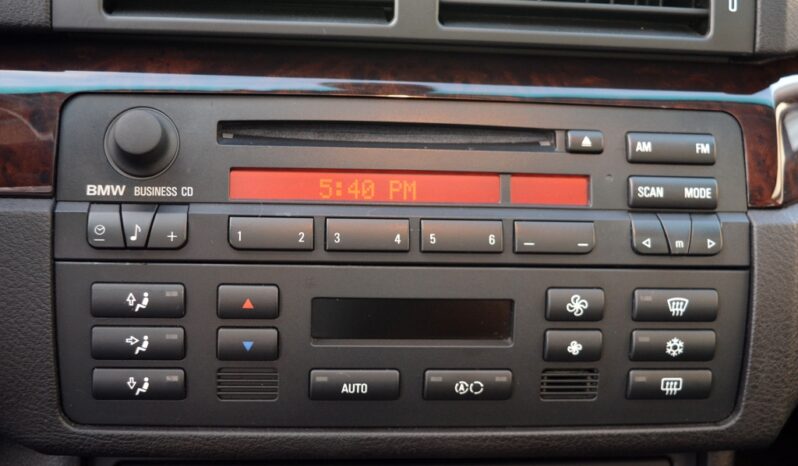 AM FM
5:40 PM
BMW BUSINESS CD
SCAN MODE
1 2 3 4 5 6
m
AUTO
A